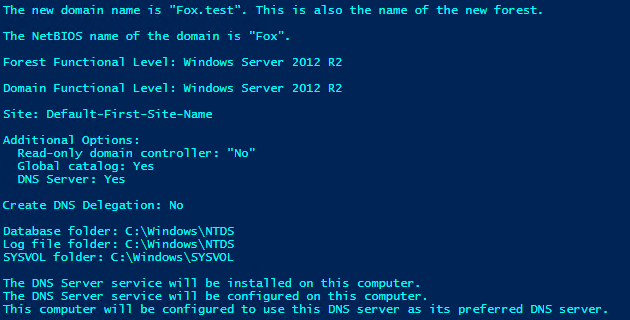 The new domain name is "Fox.test". This is also the name of the new forest.
The NetBIOS name of the domain is "Fox".
Forest Functional Level: Windows Server 2012 R2
Domain Functional Level: Windows Server 2012 R2
Site: Default-First-Site-Name
Additional Options:
Read-only domain controller: "No"
Global catalog: Yes
DNS Server: Yes
Create DNS Delegation: No
Database folder: C:\Windows\NTDS
Log file folder: C:\Windows\NTDS
SYSVOL folder: C:\Windows\SYSVOL
The DNS Server service will be installed on this computer.
The DNS Server service will be configured on this computer.
This computer will be configured to use this DNS server as its preferred DNS server.